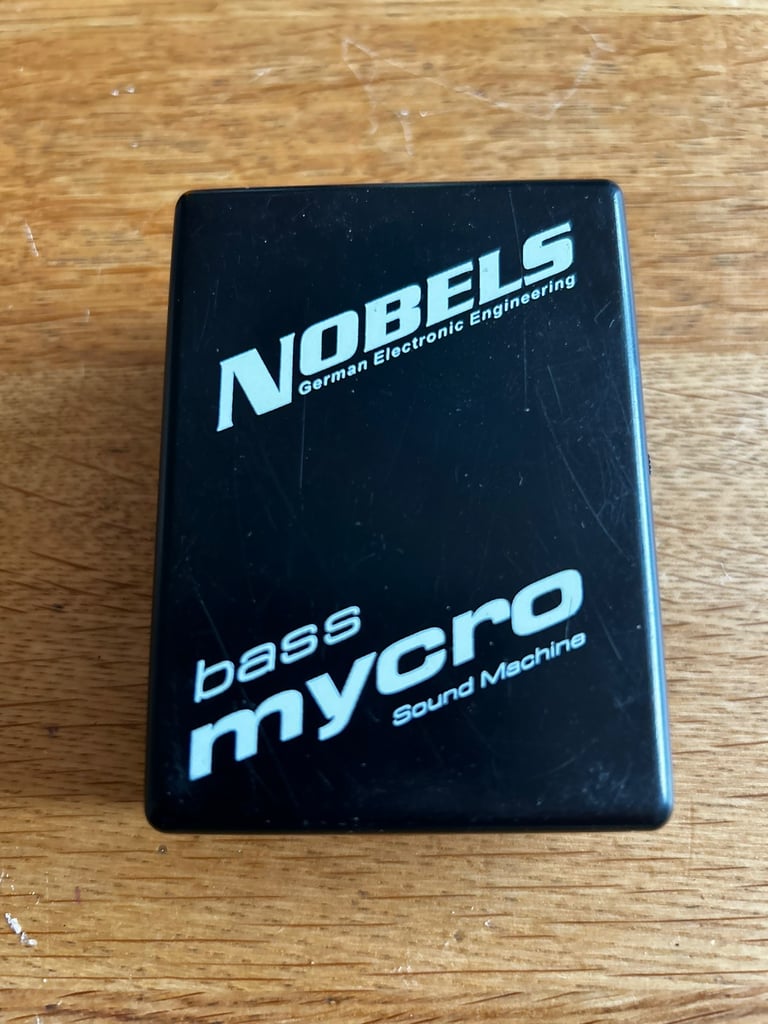 NOBELS
German Electronic Engineering
bass
mycro
Sound Machine